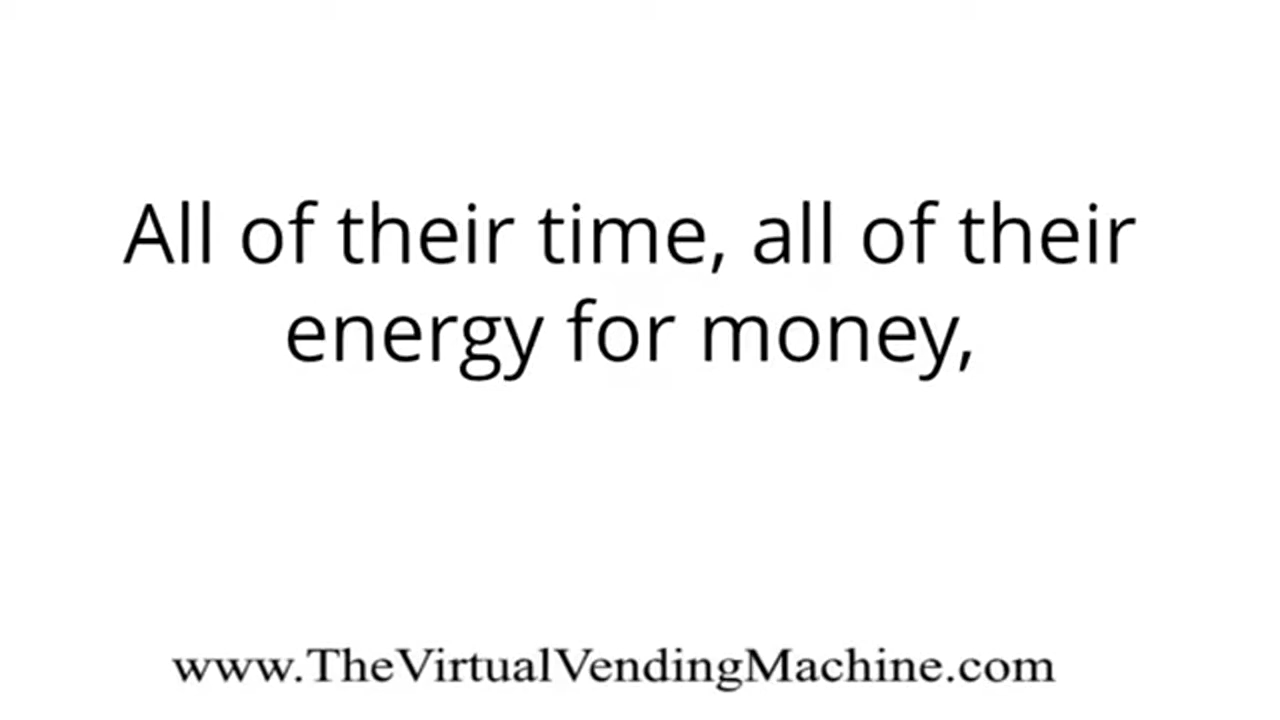 All of their time, all of their
energy for money,
www.TheVirtualVendingMachine.com